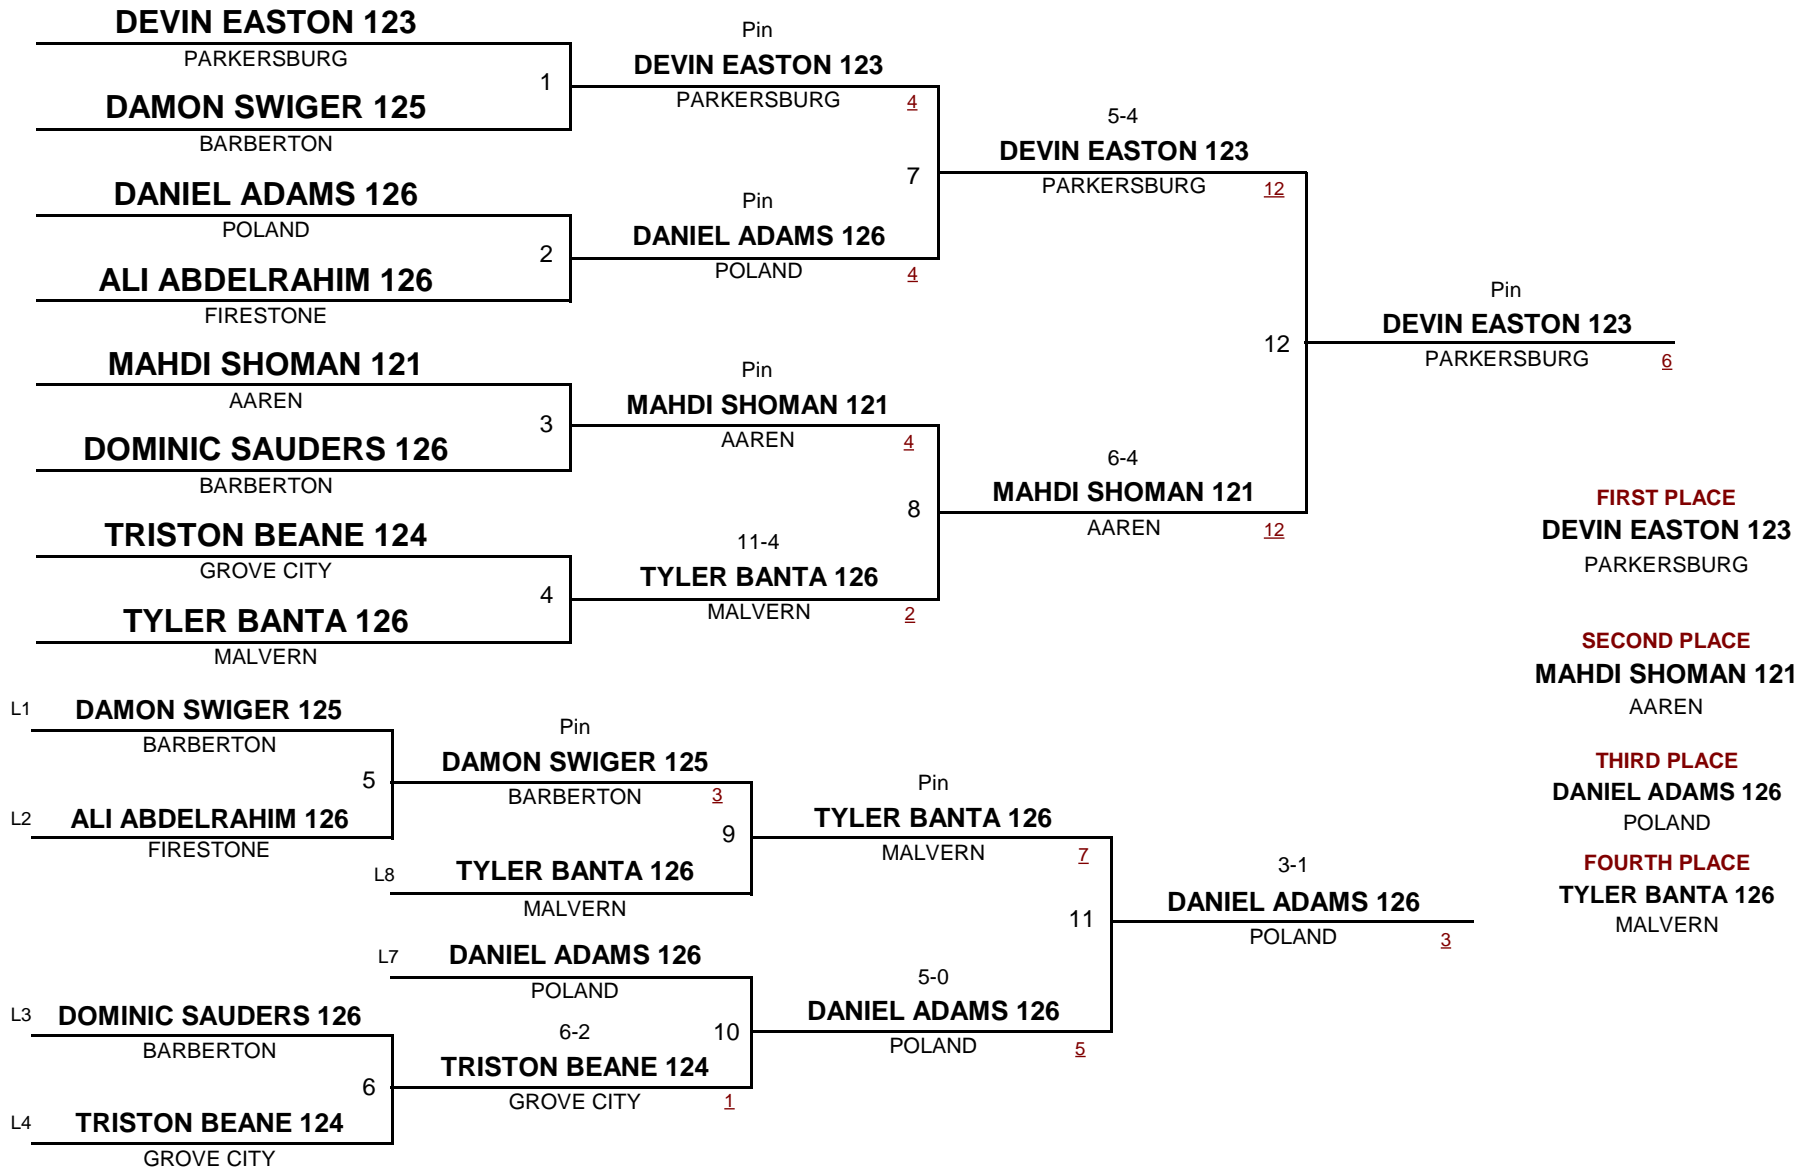 DEVIN EASTON 123
PARKERSBURG
1
DAMON SWIGER 125
BARBERTON
DANIEL ADAMS 126
POLAND
2
ALI ABDELRAHIM 126
FIRESTONE
MAHDI SHOMAN 121
AAREN
3
DOMINIC SAUDERS 126
BARBERTON
TRISTON BEANE 124
GROVE CITY
4
TYLER BANTA 126
MALVERN
Pin
DEVIN EASTON 123
PARKERSBURG 4
7
Pin
DANIEL ADAMS 126
POLAND 4
Pin
MAHDI SHOMAN 121
AAREN 4
8
11-4
TYLER BANTA 126
MALVERN 2
5-4
DEVIN EASTON 123
PARKERSBURG 12
12
6-4
MAHDI SHOMAN 121
AAREN 12
Pin
DEVIN EASTON 123
PARKERSBURG 6
FIRST PLACE
DEVIN EASTON 123
PARKERSBURG
SECOND PLACE
MAHDI SHOMAN 121
AAREN
THIRD PLACE
DANIEL ADAMS 126
POLAND
FOURTH PLACE
TYLER BANTA 126
MALVERN
L1 DAMON SWIGER 125
BARBERTON
5
L2 ALI ABDELRAHIM 126
FIRESTONE
Pin
DAMON SWIGER 125
BARBERTON 3
9
L8 TYLER BANTA 126
MALVERN
L7 DANIEL ADAMS 126
POLAND
L3 DOMINIC SAUDERS 126
BARBERTON
6
L4 TRISTON BEANE 124
GROVE CITY
6-2
10
TRISTON BEANE 124
GROVE CITY 1
Pin
TYLER BANTA 126
MALVERN 7
11
5-0
DANIEL ADAMS 126
POLAND 5
3-1
DANIEL ADAMS 126
POLAND 3